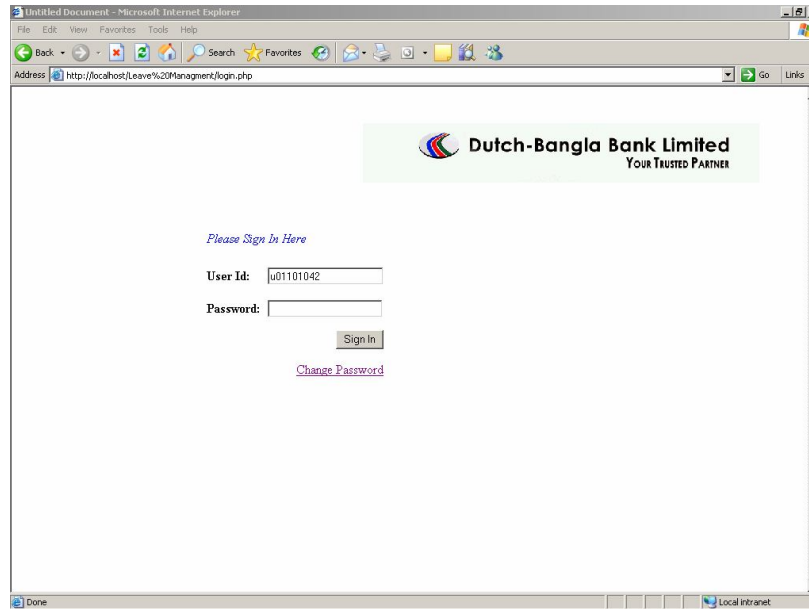 Untitled Document - Microsoft Internet Explorer
File Edit View Favorites Tools Help
Back Search Favorites
Address http://localhost/Leave%20Managment/login.php Go Links
Dutch-Bangla Bank Limited
YOUR TRUSTED PARTNER
Please Sign In Here
User Id: u01101042
Password:
Sign In
Change Password
Done Local intranet